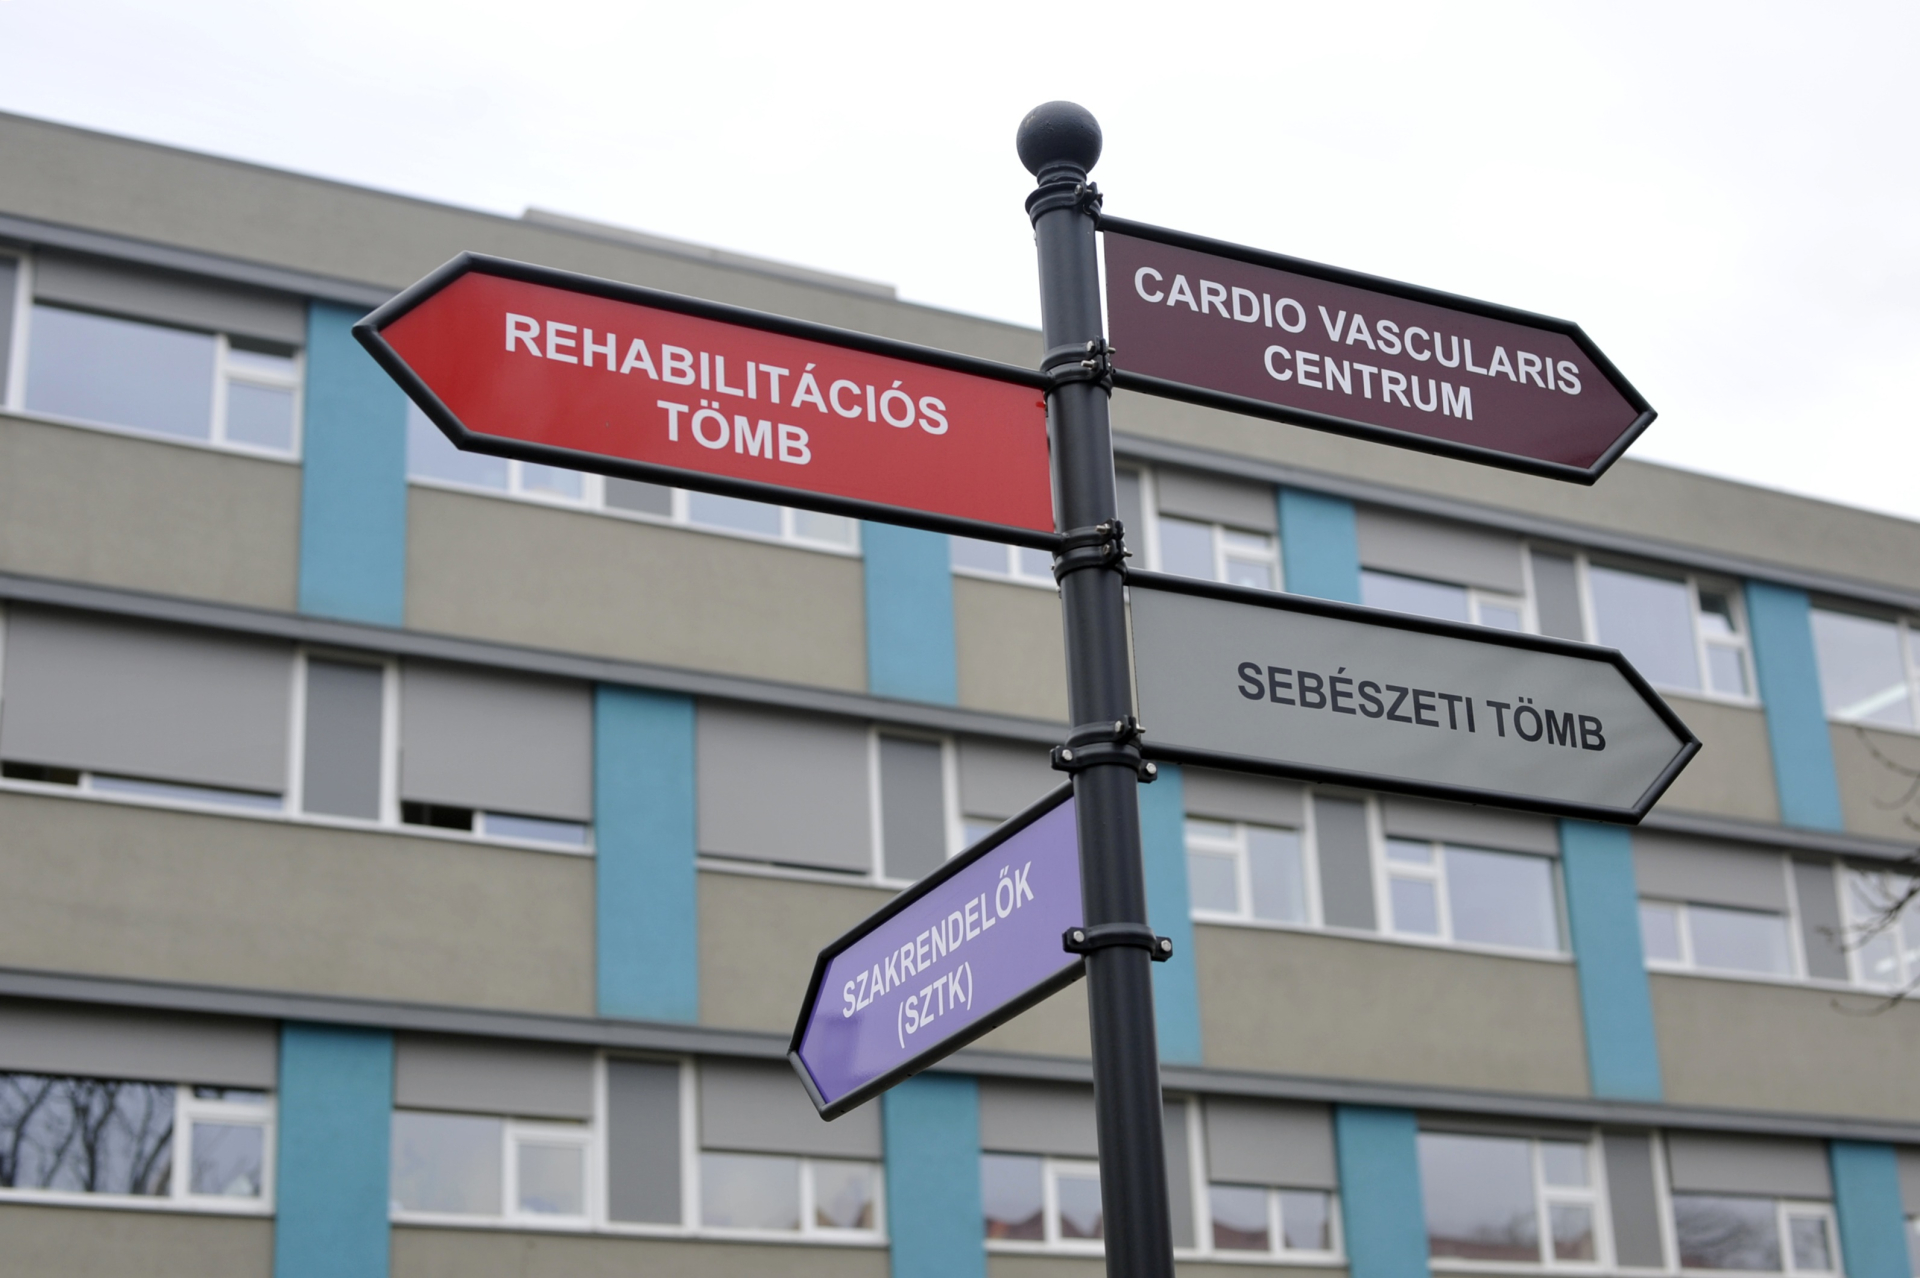 CARDIO VASCULARIS
CENTRUM
REHABILITÁCIÓS
TÖMB
SEBÉSZETI TÖMB
SZAKRENDELŐK
(SZTK)